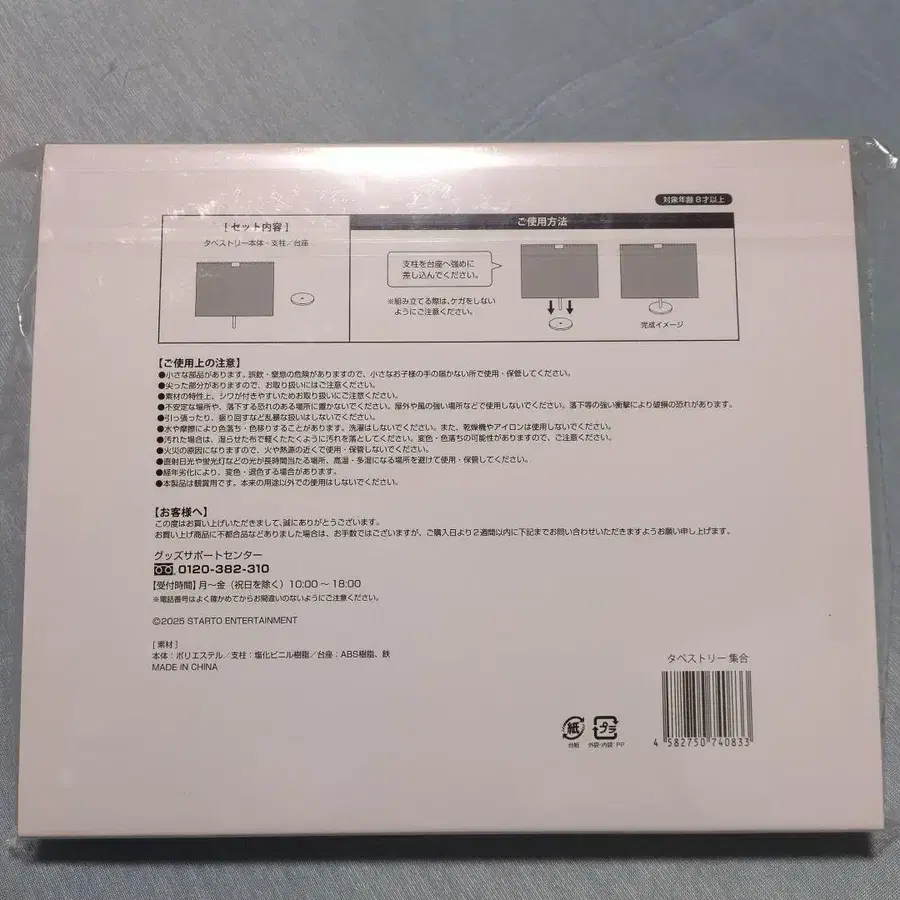 対象年齢 8才以上
[ セット内容 ]
タペストリー本体・支柱/台座
ご使用方法
支柱を台座へ強めに
差し込んでください。
※組み立てる際は、ケガをしない
ようにご注意ください。
完成イメージ
【ご使用上の注意】
●小さな部品があります。誤飲・窒息の危険がありますので、小さなお子様の手の届かない所で使用・保管してください。
●尖った部分がありますので、お取り扱いにはご注意ください。
●素材の特性上、シワが付きやすいためお取り扱いにご注意ください。
●不安定な場所や、落下する恐れのある場所に置かないでください。屋外や風の強い場所などで使用しないでください。落下等の強い衝撃により破損の恐れがあります。
●引っ張ったり、振り回すなど乱暴な扱いはしないでください。
●水や摩擦により色落ち・色移りすることがあります。洗濯はしないでください。また、乾燥機やアイロンは使用しないでください。
●汚れた場合は、湿らせた布で軽くたたくように汚れを落としてください。変色・色落ちの可能性がありますので、ご注意ください。
●火災の原因になりますので、火や熱源の近くで使用・保管しないでください。
●直射日光や蛍光灯などの光が長時間当たる場所、高温・多湿になる場所を避けて使用・保管してください。
●経年劣化により、変色・退色する場合があります。
●本製品は観賞用です。本来の用途以外での使用はしないでください。
【お客様へ】
この度はお買い上げいただきまして、誠にありがとうございます。
お買い上げ商品に不都合品などありました場合は、お手数ではございますが、ご購入日より2週間以内に下記までお問い合わせいただきますようお願い申し上げます。
グッズサポートセンター
0120-382-310
【受付時間】月〜金(祝日を除く)10:00〜18:00
※電話番号はよく確かめてからお間違いのないようにご注意ください。
©2025 STARTO ENTERTAINMENT
[ 素材 ]
本体:ポリエステル/支柱:塩化ビニル樹脂/台座:ABS樹脂、鉄
MADE IN CHINA
タペストリー 集合
紙
台紙
プラ
外袋・内袋:PP
4 582750 740833